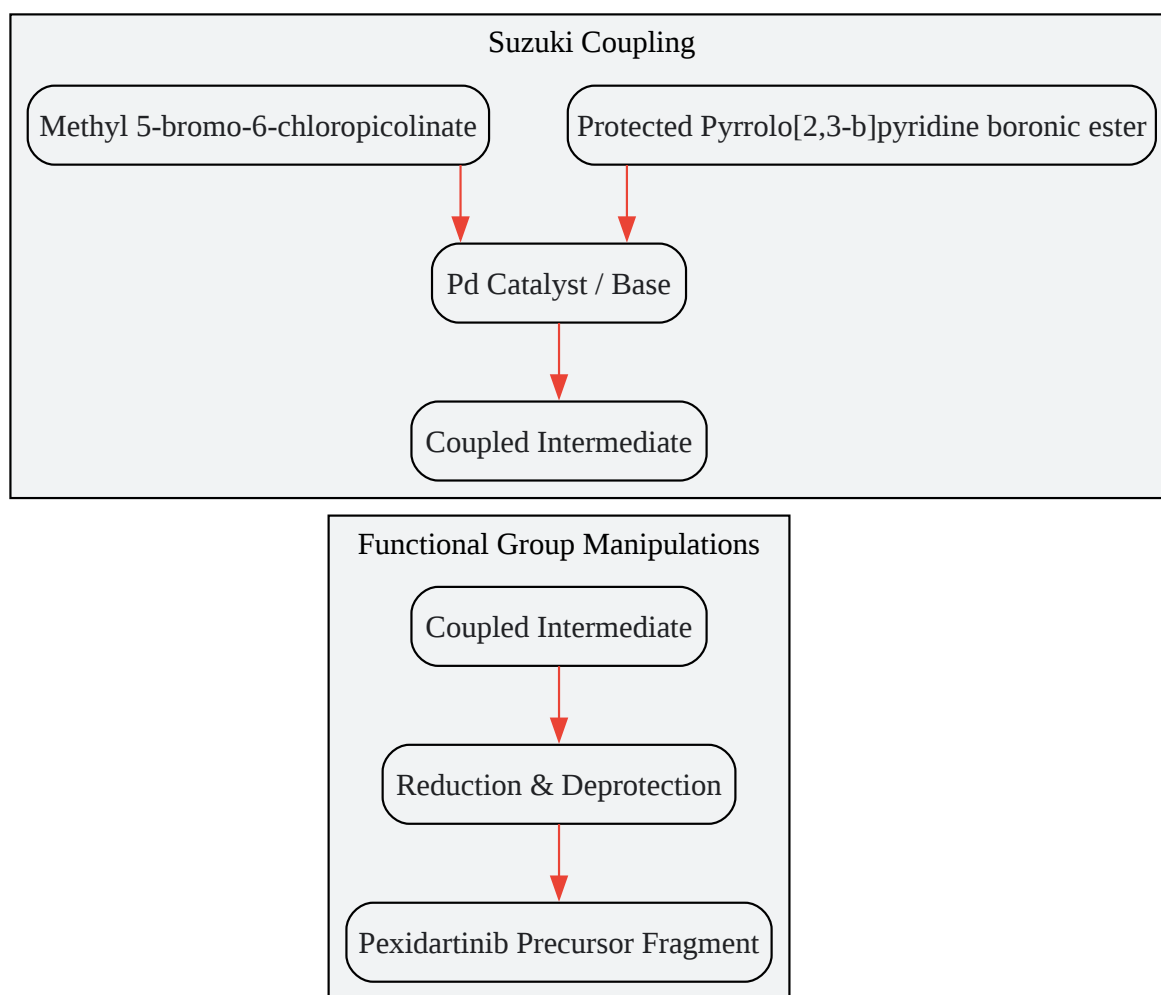 Suzuki Coupling
Methyl 5-bromo-6-chloropicolinate
Protected Pyrrolo[2,3-b]pyridine boronic ester
Pd Catalyst / Base
Coupled Intermediate
Functional Group Manipulations
Coupled Intermediate
Reduction & Deprotection
Pexidartinib Precursor Fragment